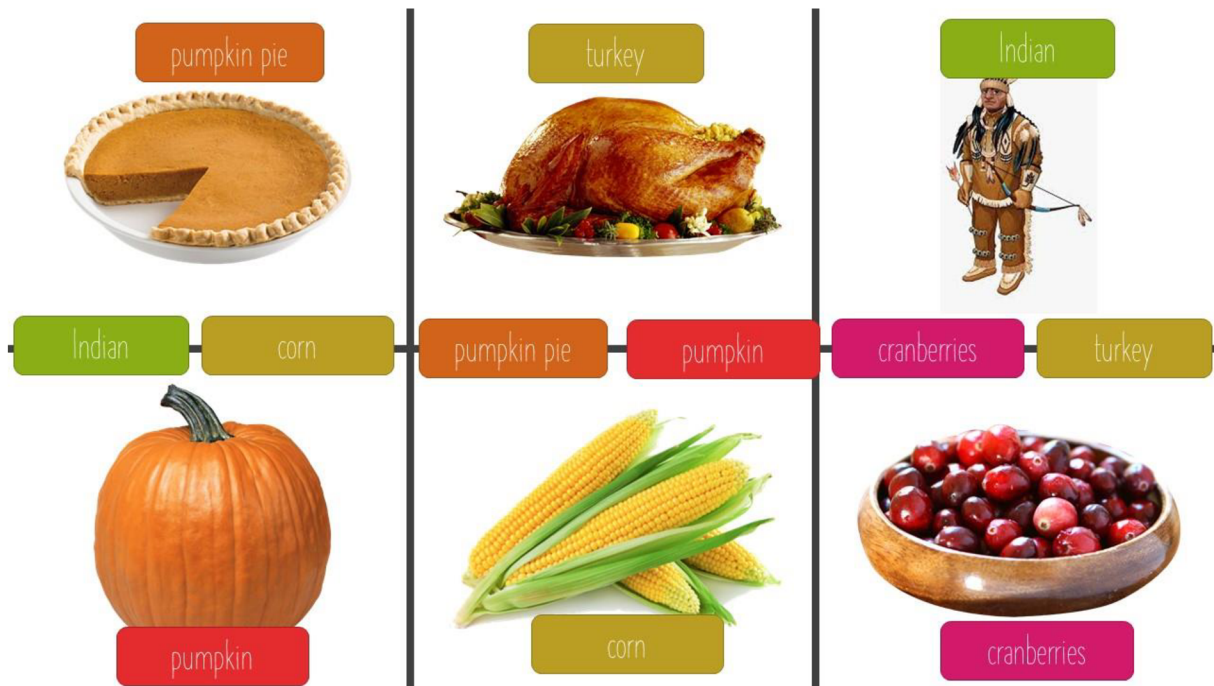 pumpkin pie
turkey
Indian
Indian
corn
pumpkin pie
pumpkin
cranberries
turkey
pumpkin
corn
cranberries